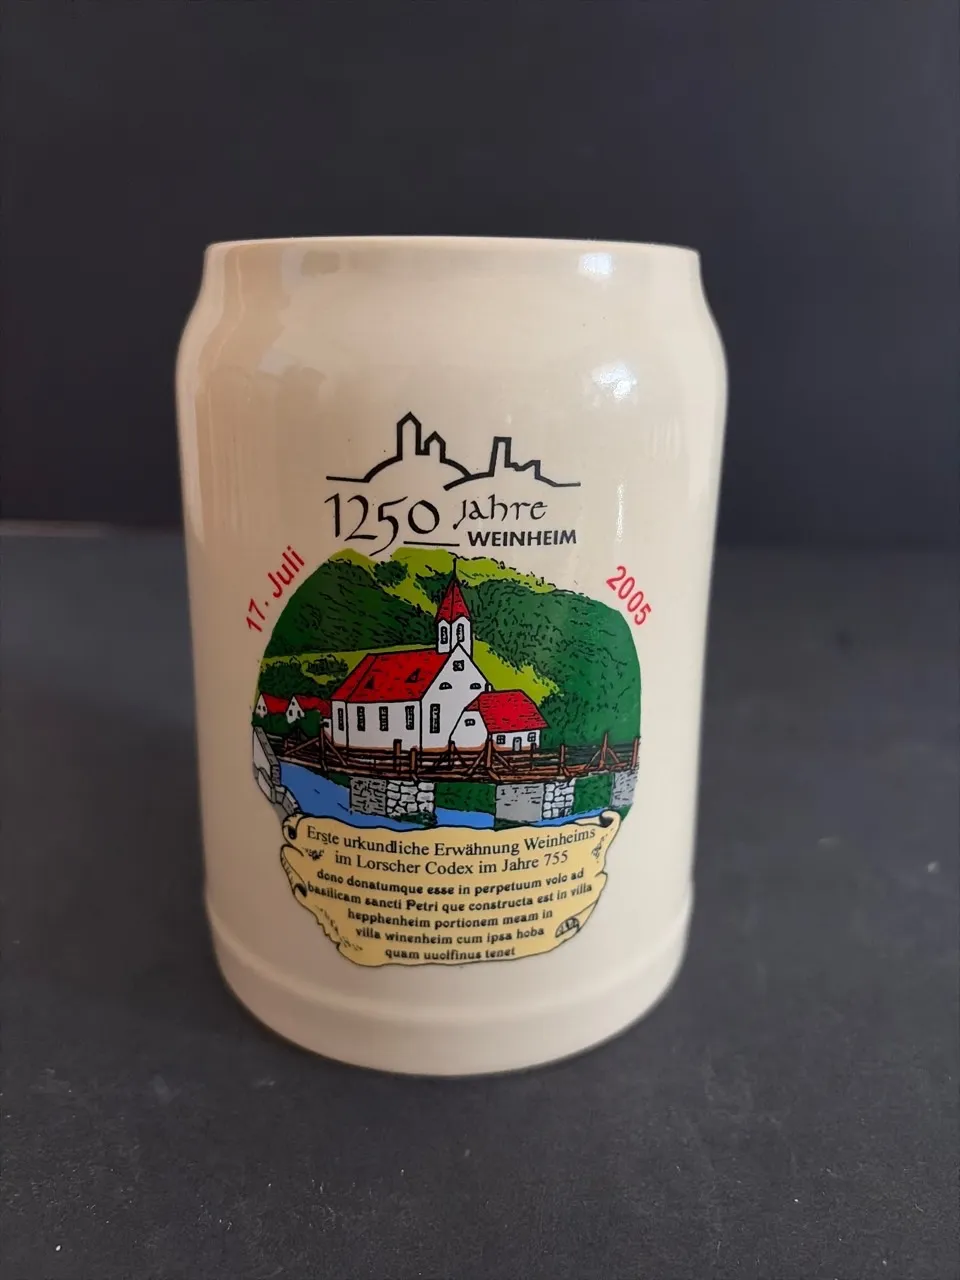 1250 Jahre
WEINHEIM
17. Juli
2005
Erste urkundliche Erwähnung Weinheims
im Lorscher Codex im Jahre 755
dono donatumque esse in perpetuum volo ad
basilicam sancti Petri que constructa est in villa
hepphenheim portionem meam in
villa winenheim cum ipsa hoba
quam uuolfinus tenet